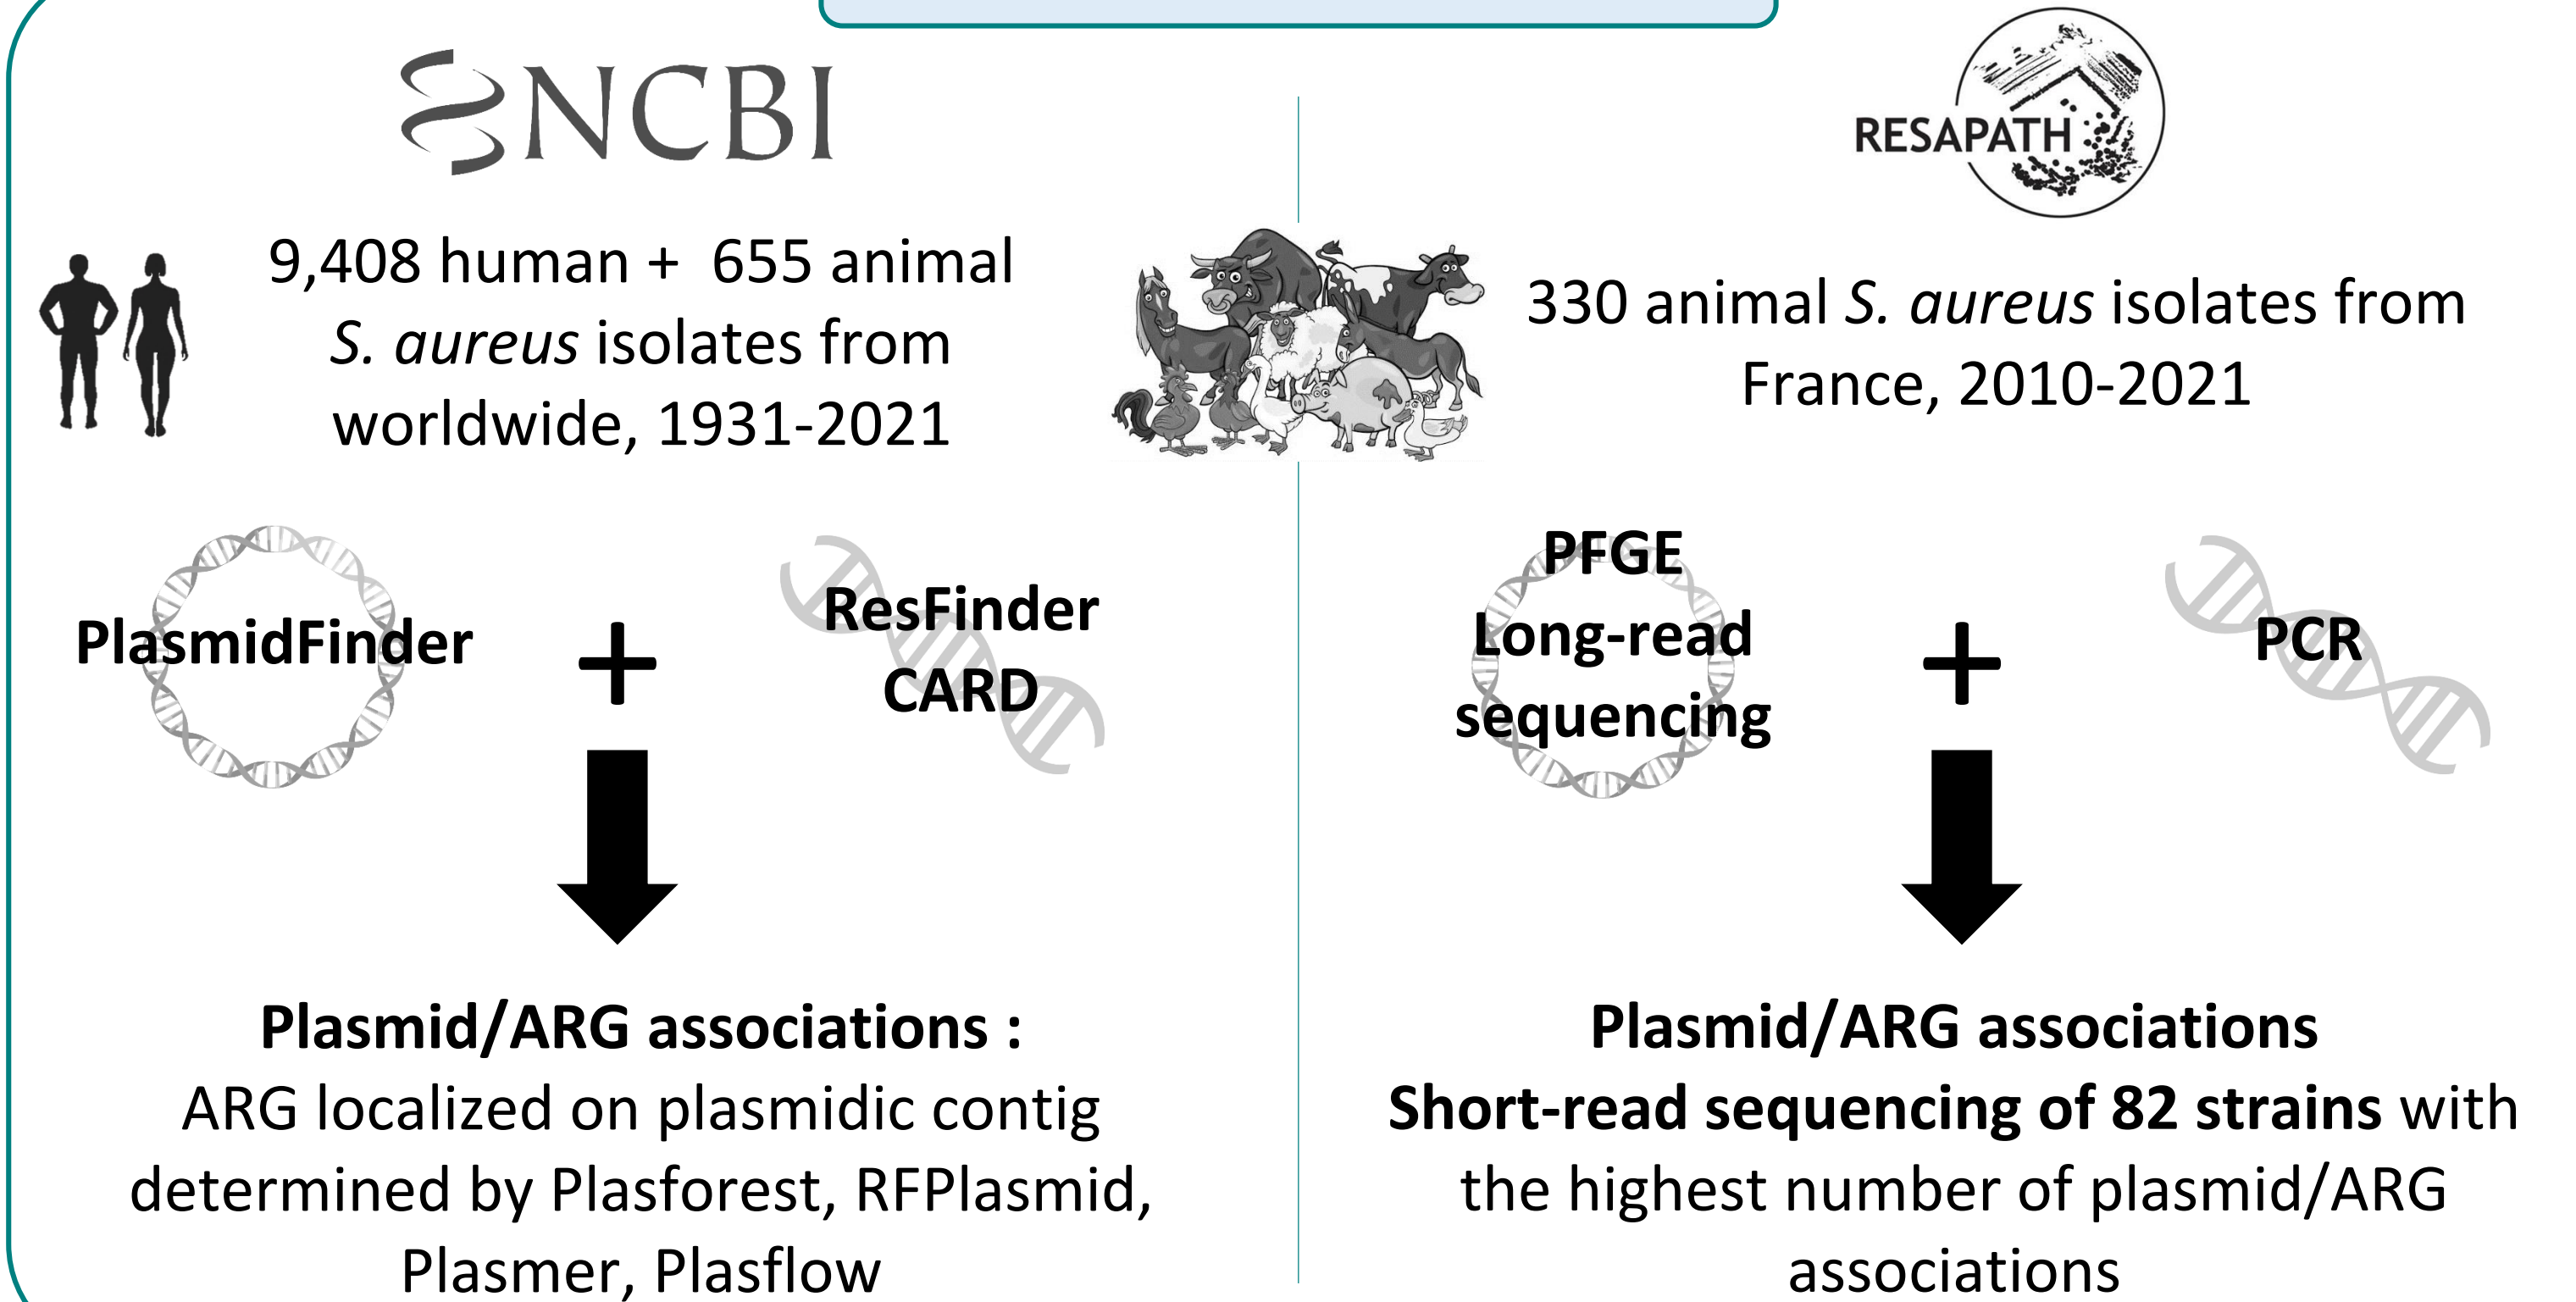 NCBI
9,408 human + 655 animal
S. aureus isolates from
worldwide, 1931-2021
PlasmidFinder
+
ResFinder
CARD
Plasmid/ARG associations :
ARG localized on plasmidic contig
determined by Plasforest, RFPlasmid,
Plasmer, Plasflow
RESAPATH
330 animal S. aureus isolates from
France, 2010-2021
PFGE
Long-read
sequencing
+
PCR
Plasmid/ARG associations
Short-read sequencing of 82 strains with
the highest number of plasmid/ARG
associations